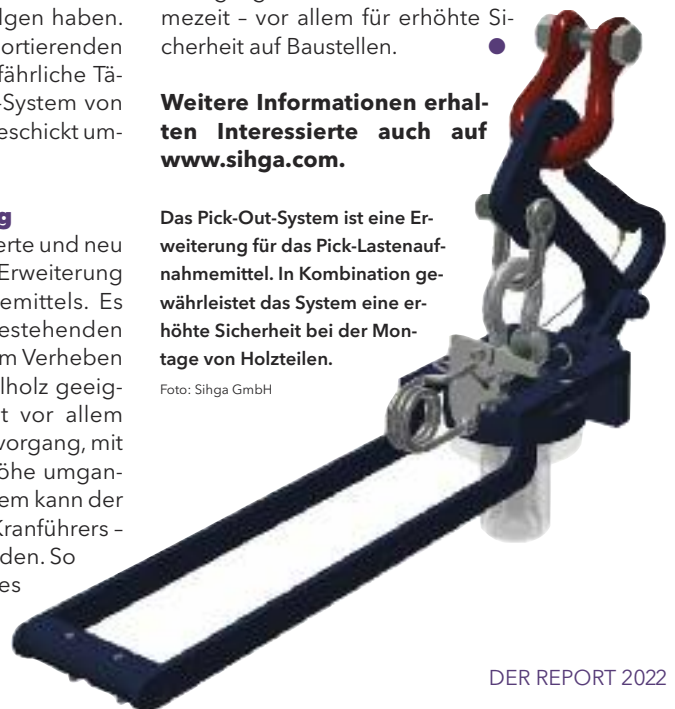 lgen haben.
ortierenden
fährliche Tä-
-System von
eschickt um-
g
erte und neu
Erweiterung
emittels. Es
estehenden
m Verheben
lholz geeig-
t vor allem
vorgang, mit
öhe umgan-
em kann der
Kranführers –
den. So
es
mezeit – vor allem für erhöhte Si-
cherheit auf Baustellen.
Weitere Informationen erhal-
ten Interessierte auch auf
www.sihga.com.
Das Pick-Out-System ist eine Er-
weiterung für das Pick-Lastenauf-
nahmemittel. In Kombination ge-
währleistet das System eine er-
höhte Sicherheit bei der Mon-
tage von Holzteilen.
Foto: Sihga GmbH
DER REPORT 2022